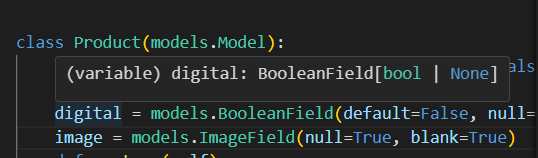 class Product(models.Model):
(variable) digital: BooleanField[bool | None]
als
digital = models.BooleanField(default=False, null=
image = models.ImageField(null=True, blank=True)